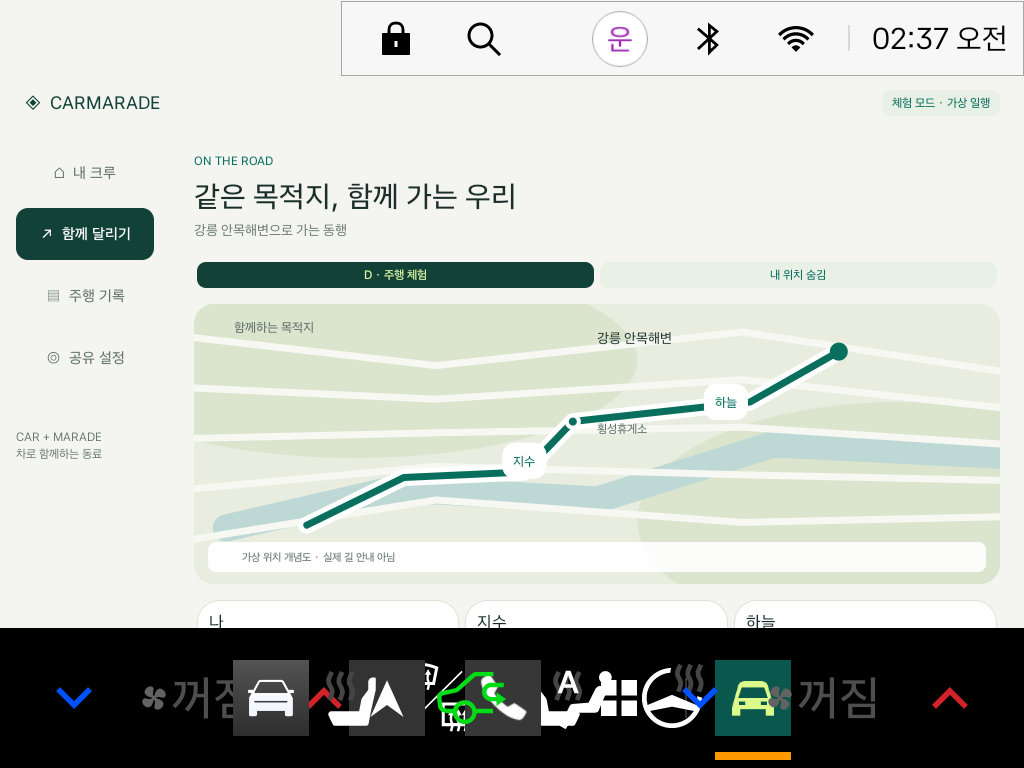 운
02:37 오전
CARMARADE
체험 모드 · 가상 일행
내 크루
함께 달리기
주행 기록
공유 설정
CAR + MARADE
차로 함께하는 동료
ON THE ROAD
같은 목적지, 함께 가는 우리
강릉 안목해변으로 가는 동행
D · 주행 체험
내 위치 숨김
함께하는 목적지
강릉 안목해변
하늘
횡성휴게소
지수
가상 위치 개념도 · 실제 길 안내 아님
나
지수
하늘
꺼짐
A
꺼짐